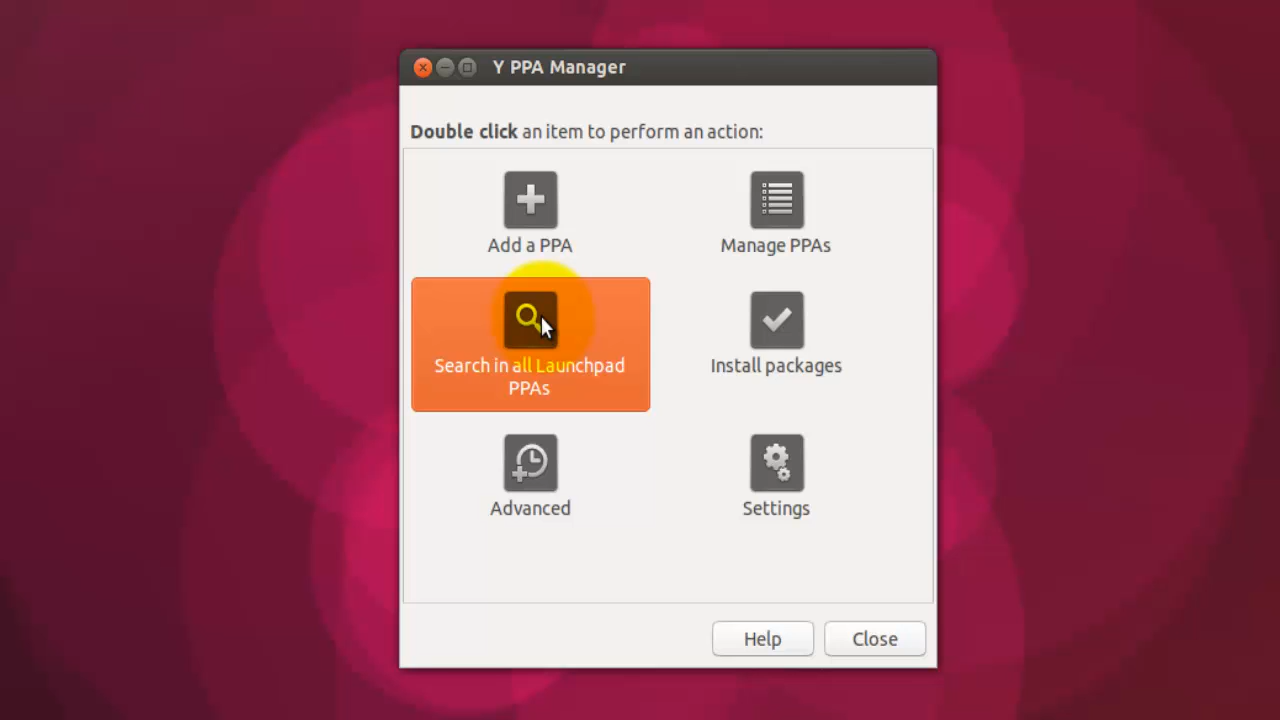 Y PPA Manager
Double click an item to perform an action:
Add a PPA
Manage PPAs
Search in all Launchpad
PPAs
Install packages
Advanced
Settings
Help
Close